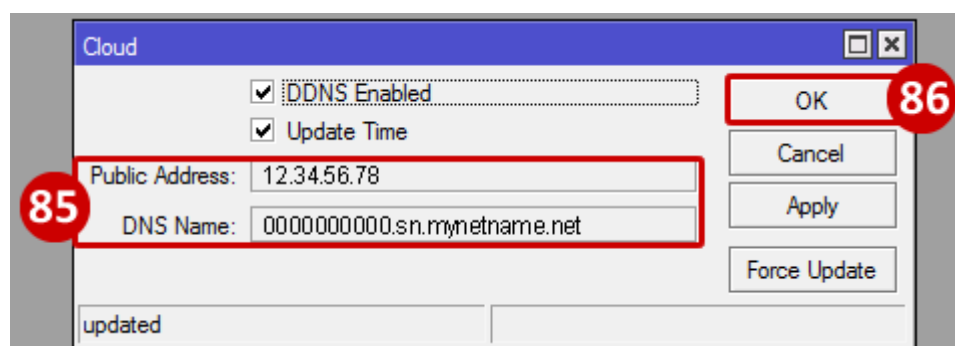 Cloud
DDNS Enabled
OK
86
Update Time
Cancel
Public Address: 12.34.56.78
85
Apply
DNS Name: 0000000000.sn.mynetname.net
Force Update
updated